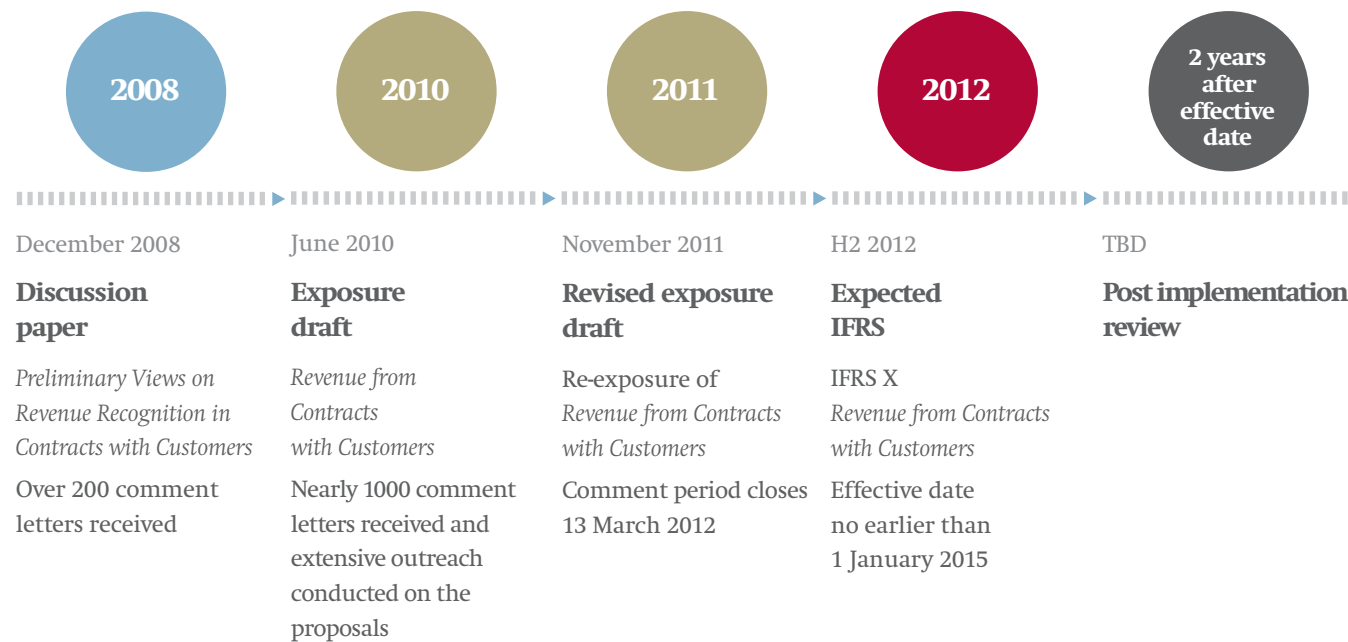 2008
2010
2011
2012
2 years
after
effective
date
December 2008
Discussion
paper
Preliminary Views on
Revenue Recognition in
Contracts with Customers
Over 200 comment
letters received
June 2010
Exposure
draft
Revenue from
Contracts
with Customers
Nearly 1000 comment
letters received and
extensive outreach
conducted on the
proposals
November 2011
Revised exposure
draft
Re-exposure of
Revenue from Contracts
with Customers
Comment period closes
13 March 2012
H2 2012
Expected
IFRS
IFRS X
Revenue from Contracts
with Customers
Effective date
no earlier than
1 January 2015
TBD
Post implementation
review